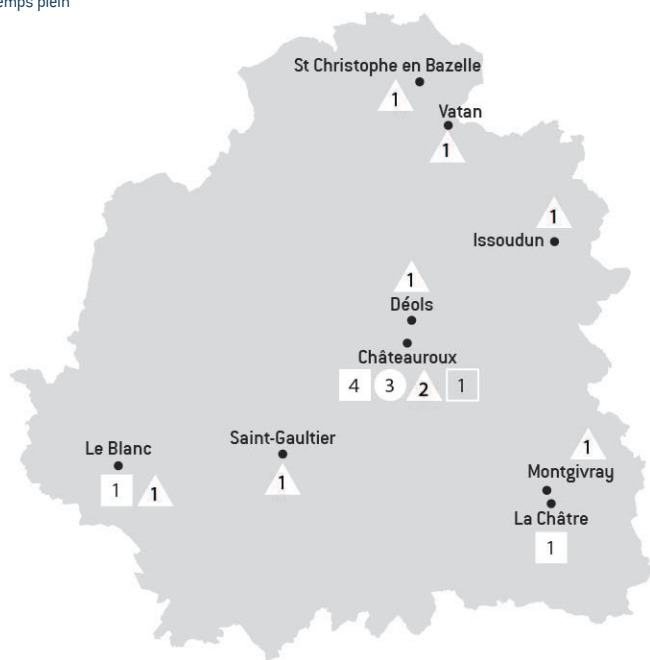 emps plein
St Christophe en Bazelle
1
Vatan
1
1
Issoudun
1
Déols
Châteauroux
4 3 2 1
Saint-Gaultier
1
Le Blanc
1 1
1
Montgivray
La Châtre
1